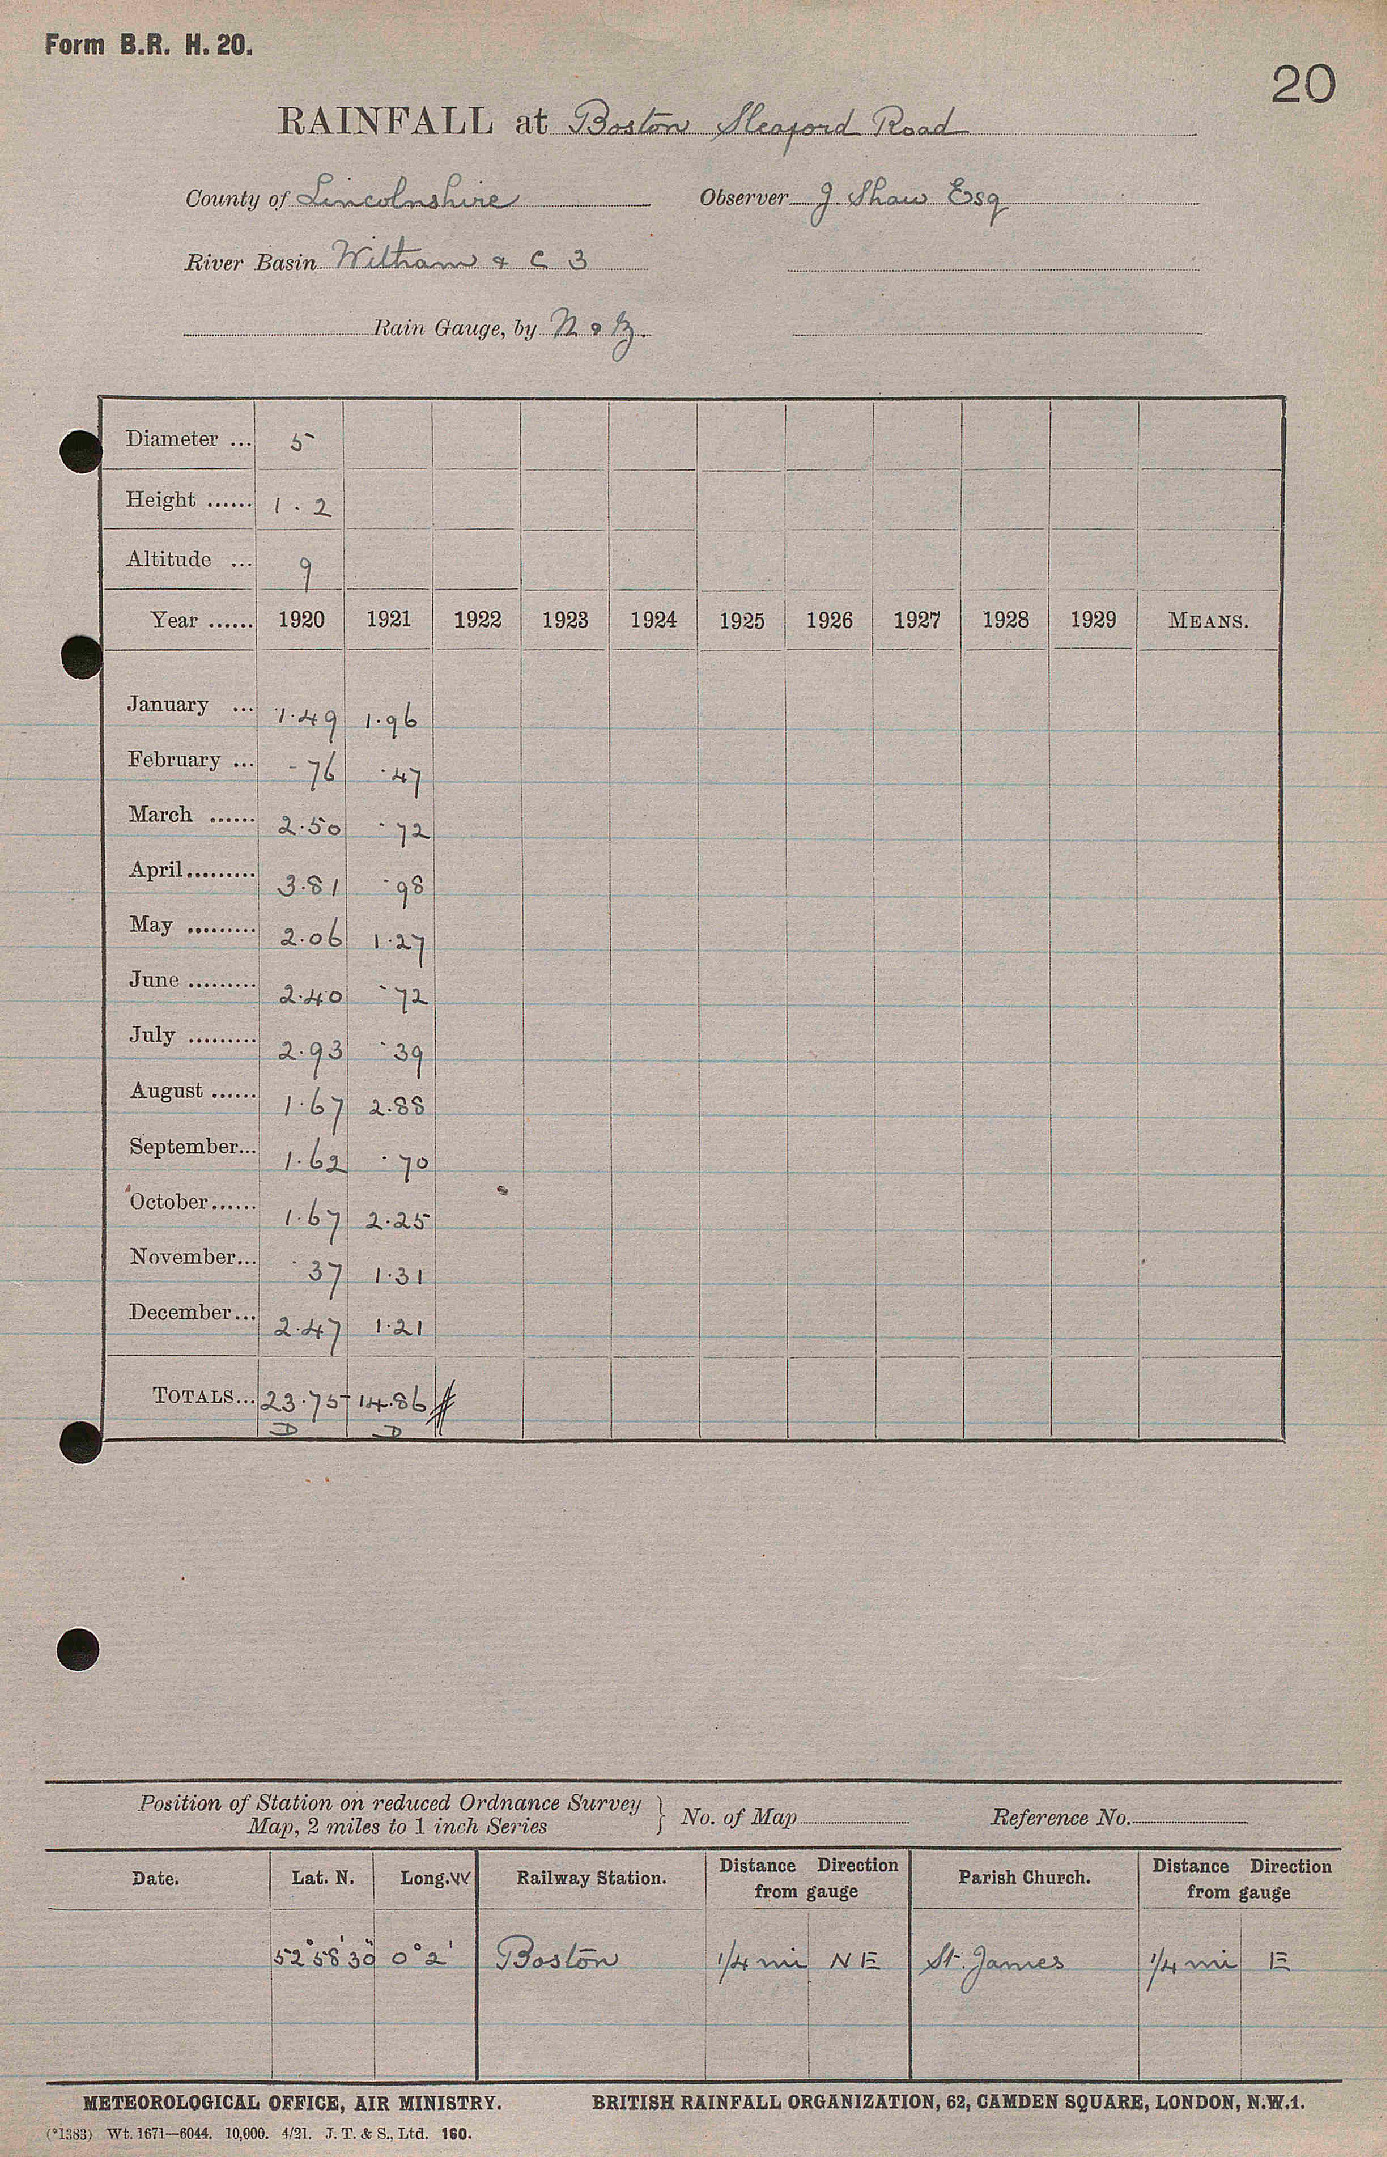 Form B.R. H. 20.
20
RAINFALL at Boston Sleaford Road
County of Lincolnshire Observer J. Shaw Esq
River Basin Witham & C 3
Rain Gauge, by N & Z
Diameter ... 5
Height ...... 1.2
Altitude ... 9
Year ...... 1920 1921 1922 1923 1924 1925 1926 1927 1928 1929 MEANS.
January ... 1.49 1.96
February ... .76 .47
March ...... 2.50 .72
April......... 3.81 .98
May ......... 2.06 1.27
June ......... 2.40 .72
July ......... 2.93 .39
August ...... 1.67 2.88
September... 1.62 .70
October...... 1.67 2.25
November... .37 1.31
December... 2.47 1.21
TOTALS... 23.75 14.86 #
D D
Position of Station on reduced Ordnance Survey
Map, 2 miles to 1 inch Series } No. of Map Reference No.
Date. Lat. N. Long. W Railway Station. Distance Direction from gauge Parish Church. Distance Direction from gauge
52° 58' 30" 0° 2' Boston 1/4 mi NE St. James 1/4 mi E
METEOROLOGICAL OFFICE, AIR MINISTRY. BRITISH RAINFALL ORGANIZATION, 62, CAMDEN SQUARE, LONDON, N.W.1.
(*1383) Wt. 1671—6044. 10,000. 4/21. J. T. & S., Ltd. 160.